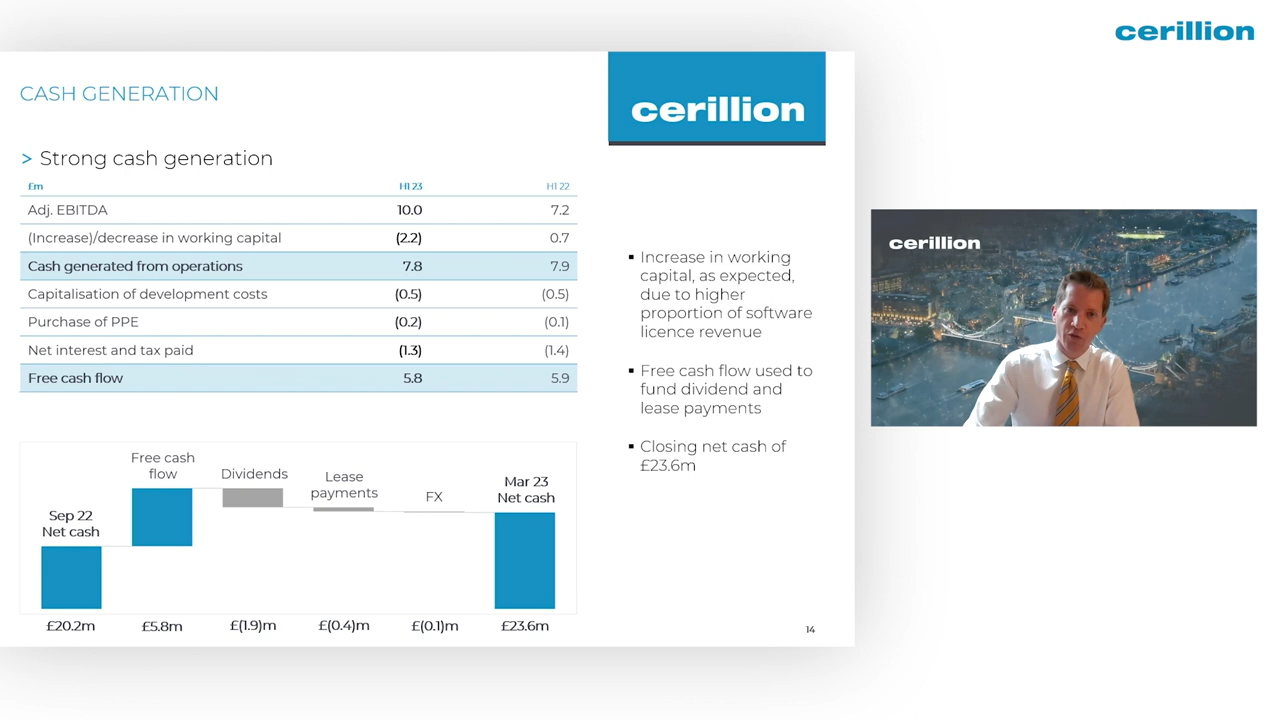 cerillion
CASH GENERATION
cerillion
> Strong cash generation
£m H1 23 H1 22
Adj. EBITDA 10.0 7.2
(Increase)/decrease in working capital (2.2) 0.7
Cash generated from operations 7.8 7.9
Capitalisation of development costs (0.5) (0.5)
Purchase of PPE (0.2) (0.1)
Net interest and tax paid (1.3) (1.4)
Free cash flow 5.8 5.9
▪ Increase in working
capital, as expected,
due to higher
proportion of software
licence revenue
▪ Free cash flow used to
fund dividend and
lease payments
▪ Closing net cash of
£23.6m
Sep 22
Net cash
Free cash
flow
Dividends
Lease
payments
FX
Mar 23
Net cash
£20.2m £5.8m £(1.9)m £(0.4)m £(0.1)m £23.6m
14
cerillion